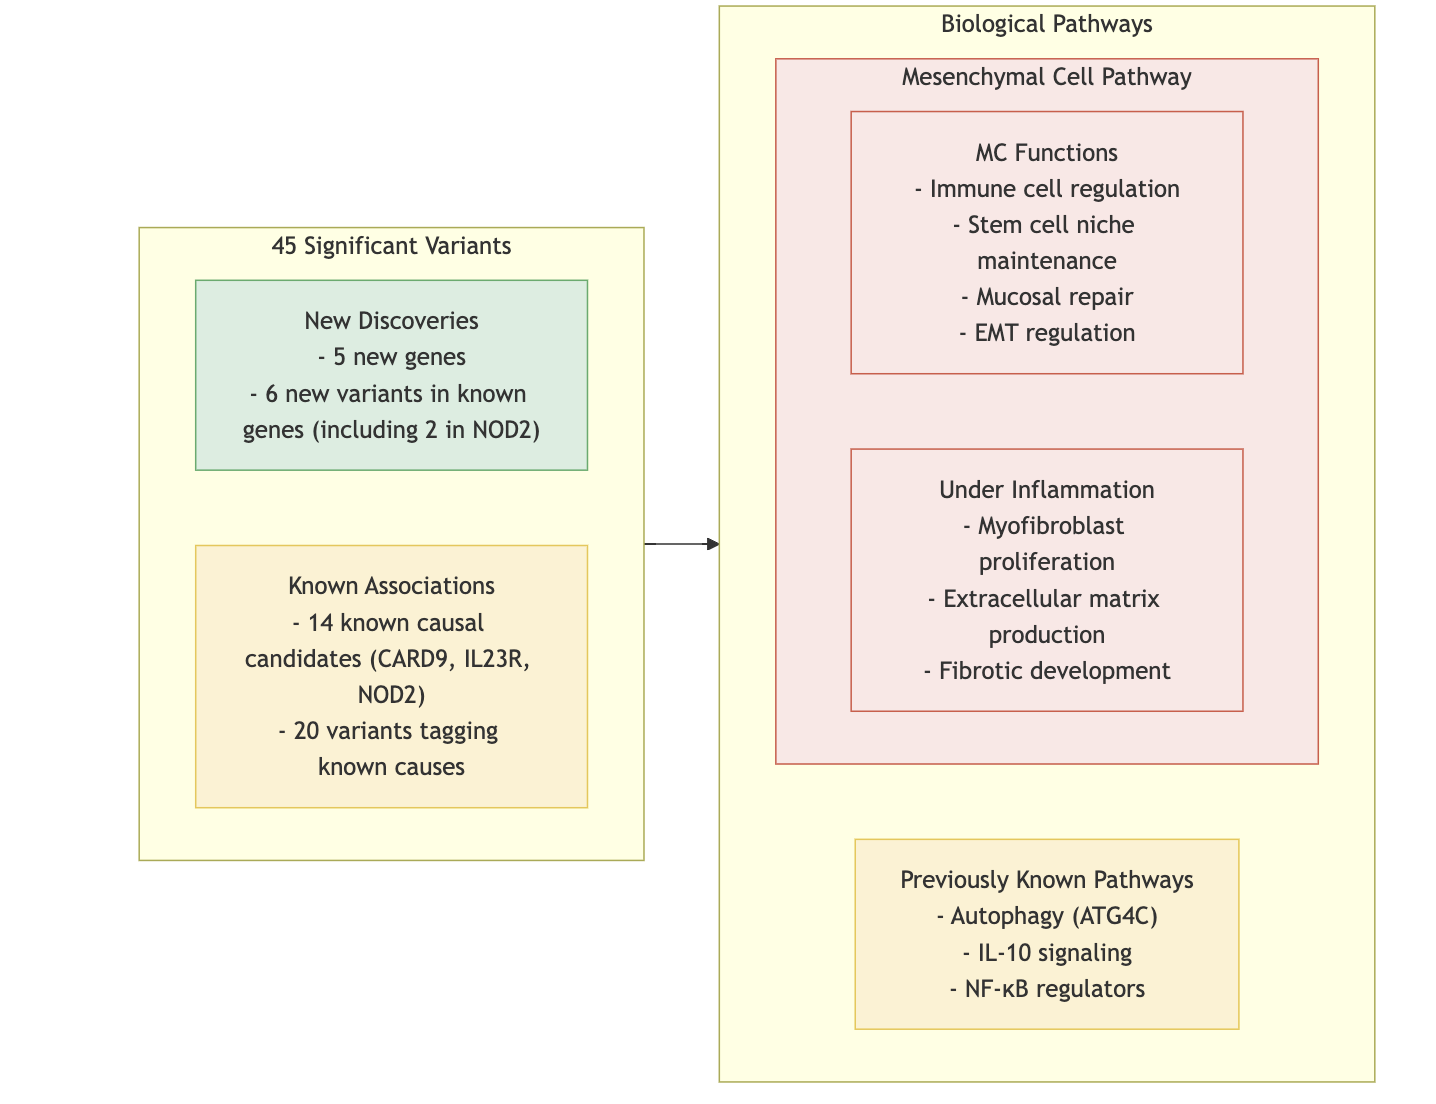 45 Significant Variants
New Discoveries
- 5 new genes
- 6 new variants in known
genes (including 2 in NOD2)
Known Associations
- 14 known causal
candidates (CARD9, IL23R,
NOD2)
- 20 variants tagging
known causes
Biological Pathways
Mesenchymal Cell Pathway
MC Functions
- Immune cell regulation
- Stem cell niche
maintenance
- Mucosal repair
- EMT regulation
Under Inflammation
- Myofibroblast
proliferation
- Extracellular matrix
production
- Fibrotic development
Previously Known Pathways
- Autophagy (ATG4C)
- IL-10 signaling
- NF-κB regulators